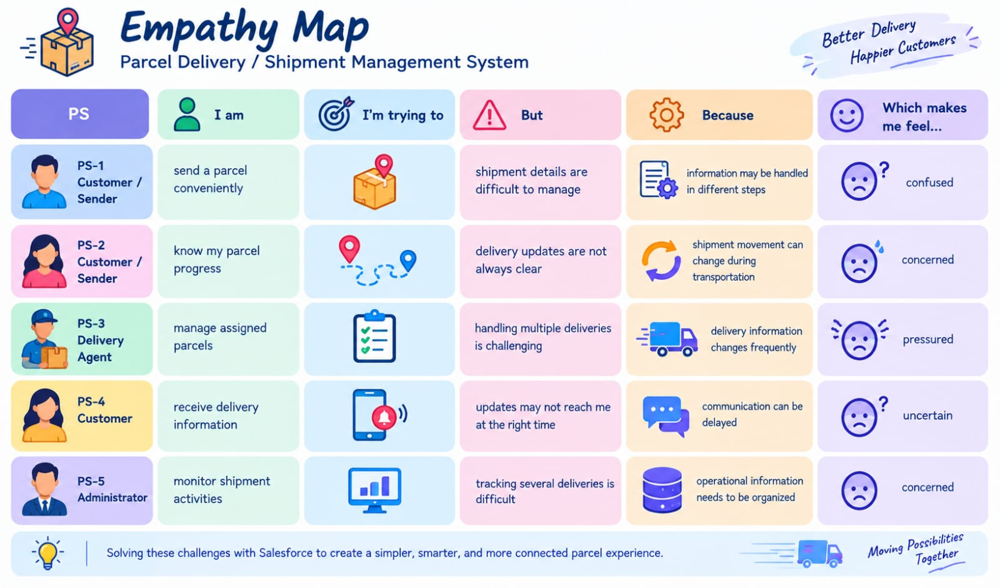 Empathy Map
Parcel Delivery / Shipment Management System
Better Delivery
Happier Customers
PS
I am
I'm trying to
But
Because
Which makes
me feel...
PS-1
Customer /
Sender
send a parcel
conveniently
shipment details are
difficult to manage
information may be handled
in different steps
confused
PS-2
Customer /
Sender
know my parcel
progress
delivery updates are not
always clear
shipment movement can
change during
transportation
concerned
PS-3
Delivery
Agent
manage assigned
parcels
handling multiple deliveries
is challenging
delivery information
changes frequently
pressured
PS-4
Customer
receive delivery
information
updates may not reach me
at the right time
communication can be
delayed
uncertain
PS-5
Administrator
monitor shipment
activities
tracking several deliveries is
difficult
operational information
needs to be organized
concerned
Solving these challenges with Salesforce to create a simpler, smarter, and more connected parcel experience.
Moving Possibilities
Together